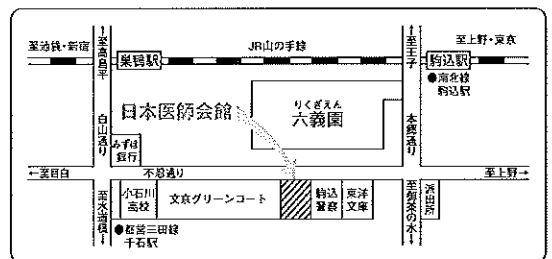 至池袋・新宿
至高島平
巣鴨駅
JR山の手線
至王子
駒込駅
至上野・東京
●南北線
駒込駅
日本医師会館
りくぎえん
六義園
白山通り
本郷通り
みずほ
銀行
←至目白
不忍通り
至上野→
至水道橋→
小石川
高校
文京グリーンコート
駒込
警察
東洋
文庫
至御茶の水→
派出所
●都営三田線
千石駅